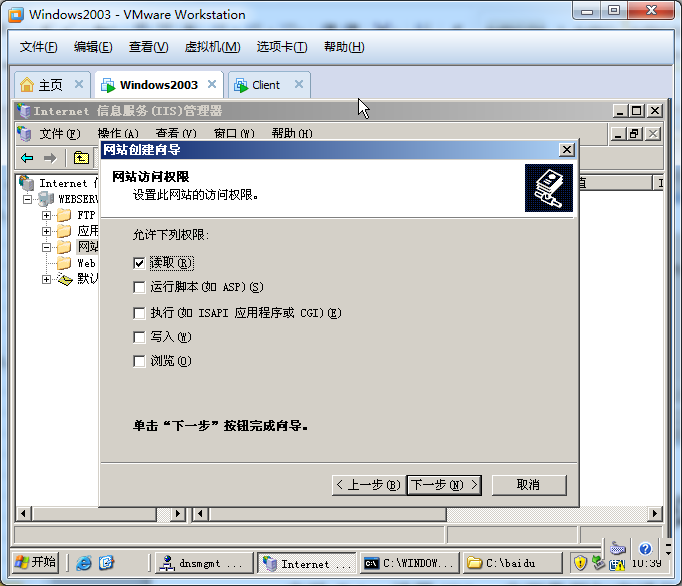 Windows2003 - VMware Workstation
文件(F) 编辑(E) 查看(V) 虚拟机(M) 选项卡(T) 帮助(H)
主页 Windows2003 Client
Internet 信息服务(IIS)管理器
文件(F) 操作(A) 查看(V) 窗口(W) 帮助(H)
网站创建向导
网站访问权限
设置此网站的访问权限。
Internet
WEBSERV
FTP
应用
网站
Web
默认
值
允许下列权限:
读取(R)
运行脚本(如 ASP)(S)
执行(如 ISAPI 应用程序或 CGI)(E)
写入(W)
浏览(O)
单击“下一步”按钮完成向导。
< 上一步(B) 下一步(N) > 取消
开始 dnsmgmt ... Internet ... C:\WINDOW... C:\baidu 10:39